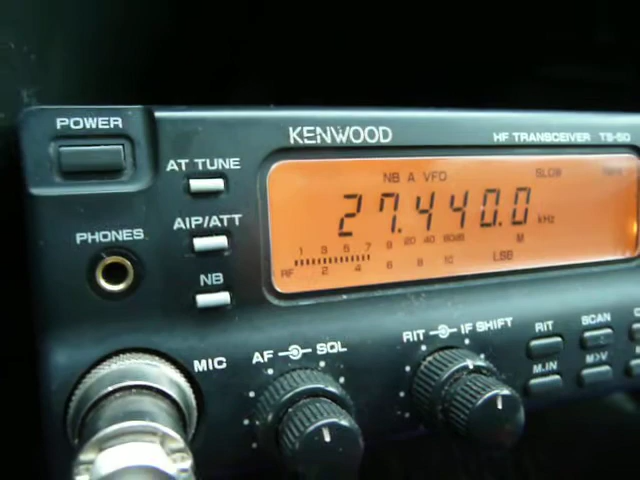 POWER
KENWOOD
HF TRANSCEIVER TS-50
AT TUNE
NB A VFO
SLOW
AIP/ATT
27.440.0 kHz
PHONES
1 3 5 7 9 20 40 60dB
M
RF 2 4 6 8 10
LSB
NB
MIC
AF SQL
RIT IF SHIFT
RIT
SCAN
M.IN
M>V